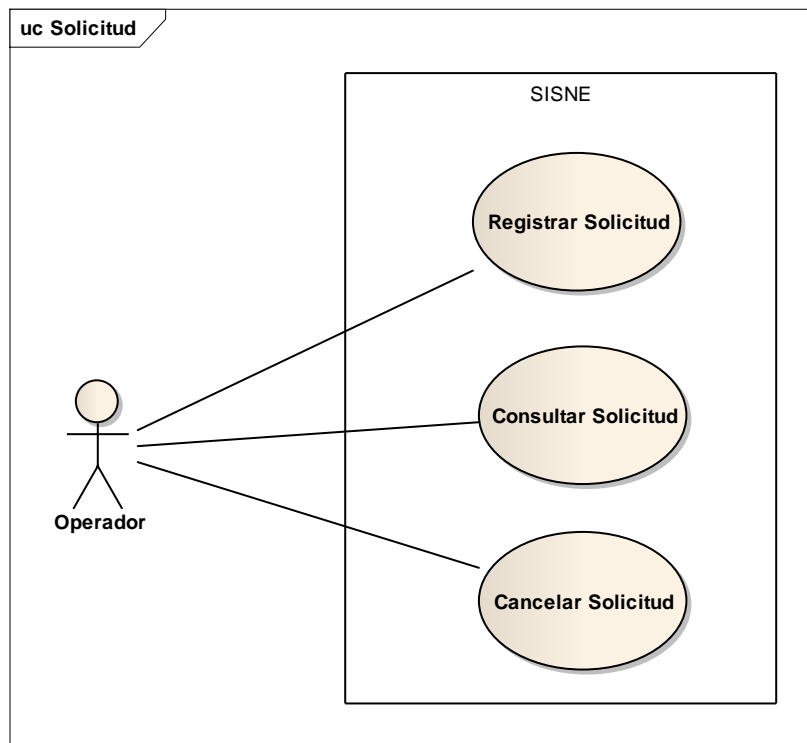 uc Solicitud
SISNE
Registrar Solicitud
Consultar Solicitud
Operador
Cancelar Solicitud